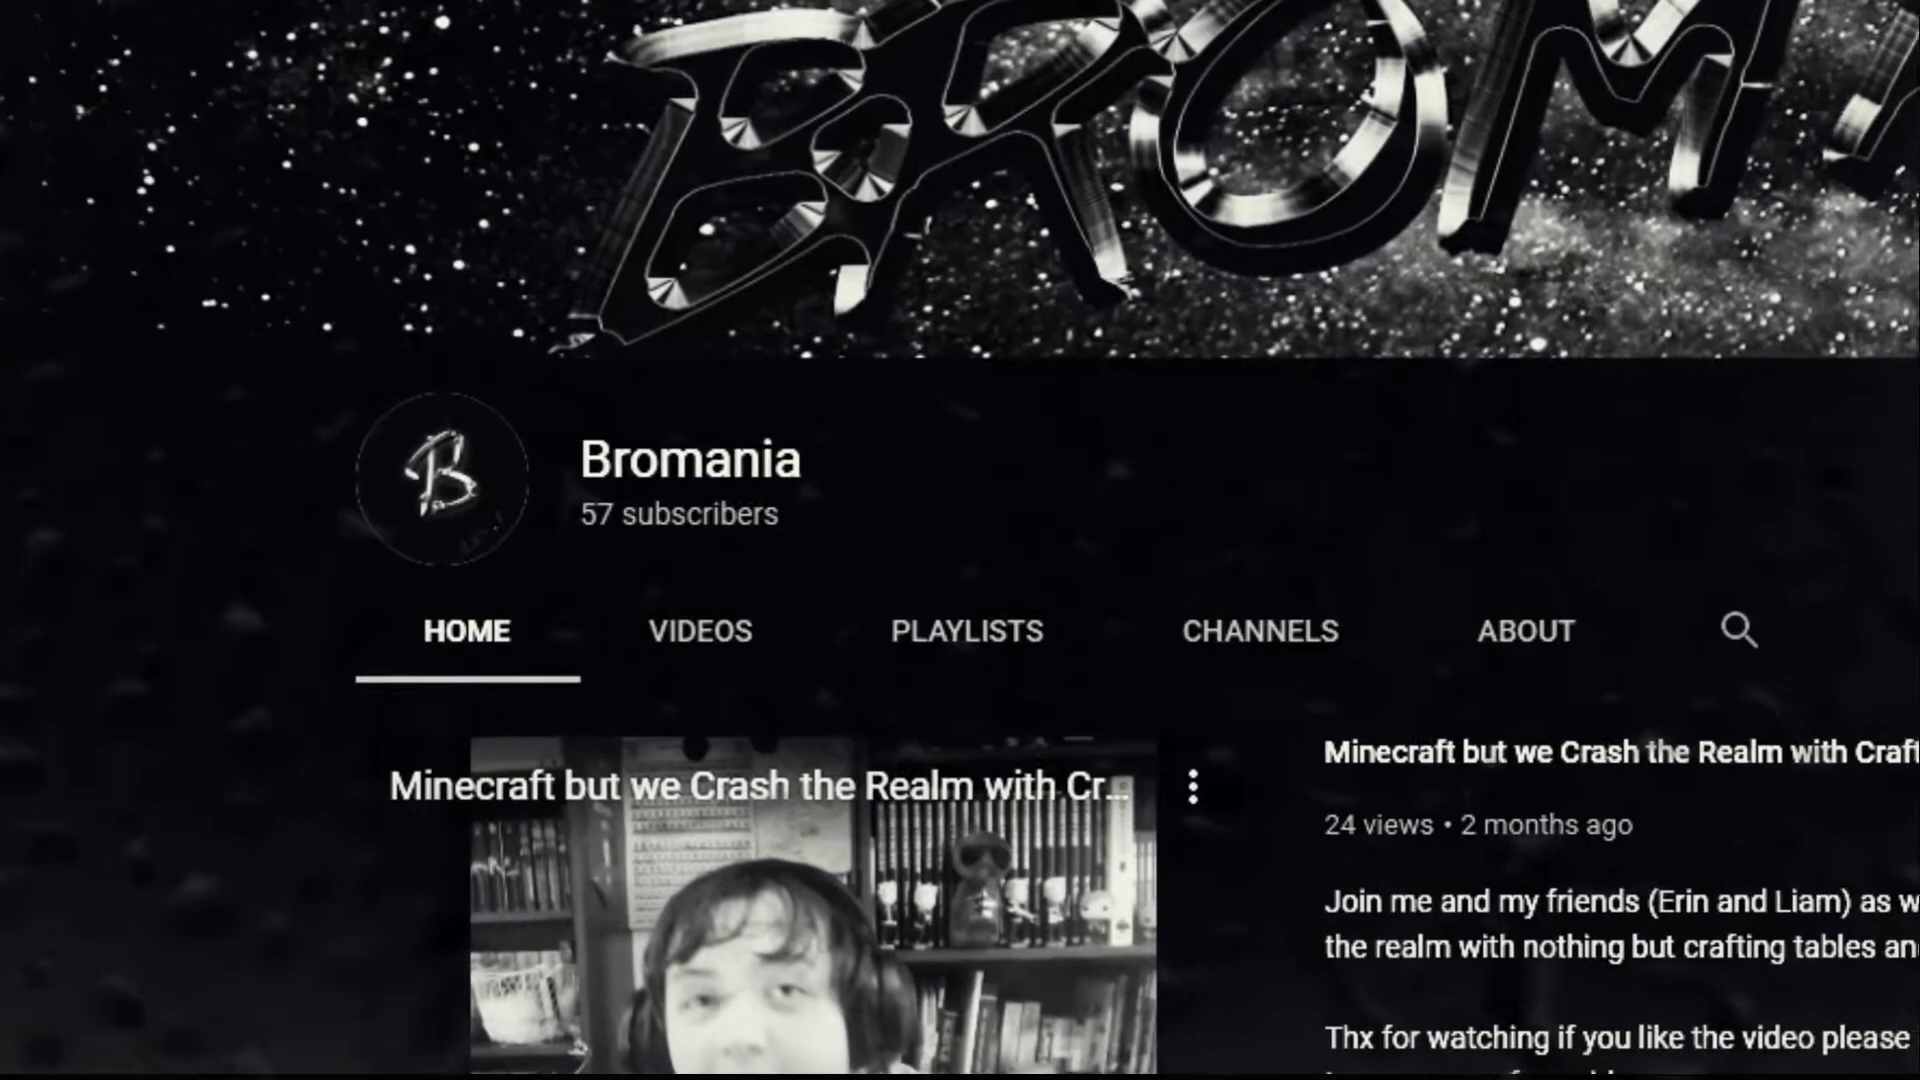 BROM
B
Bromania
57 subscribers
HOME VIDEOS PLAYLISTS CHANNELS ABOUT
Minecraft but we Crash the Realm with Cr...
Minecraft but we Crash the Realm with Craft
24 views • 2 months ago
Join me and my friends (Erin and Liam) as w
the realm with nothing but crafting tables an
Thx for watching if you like the video please